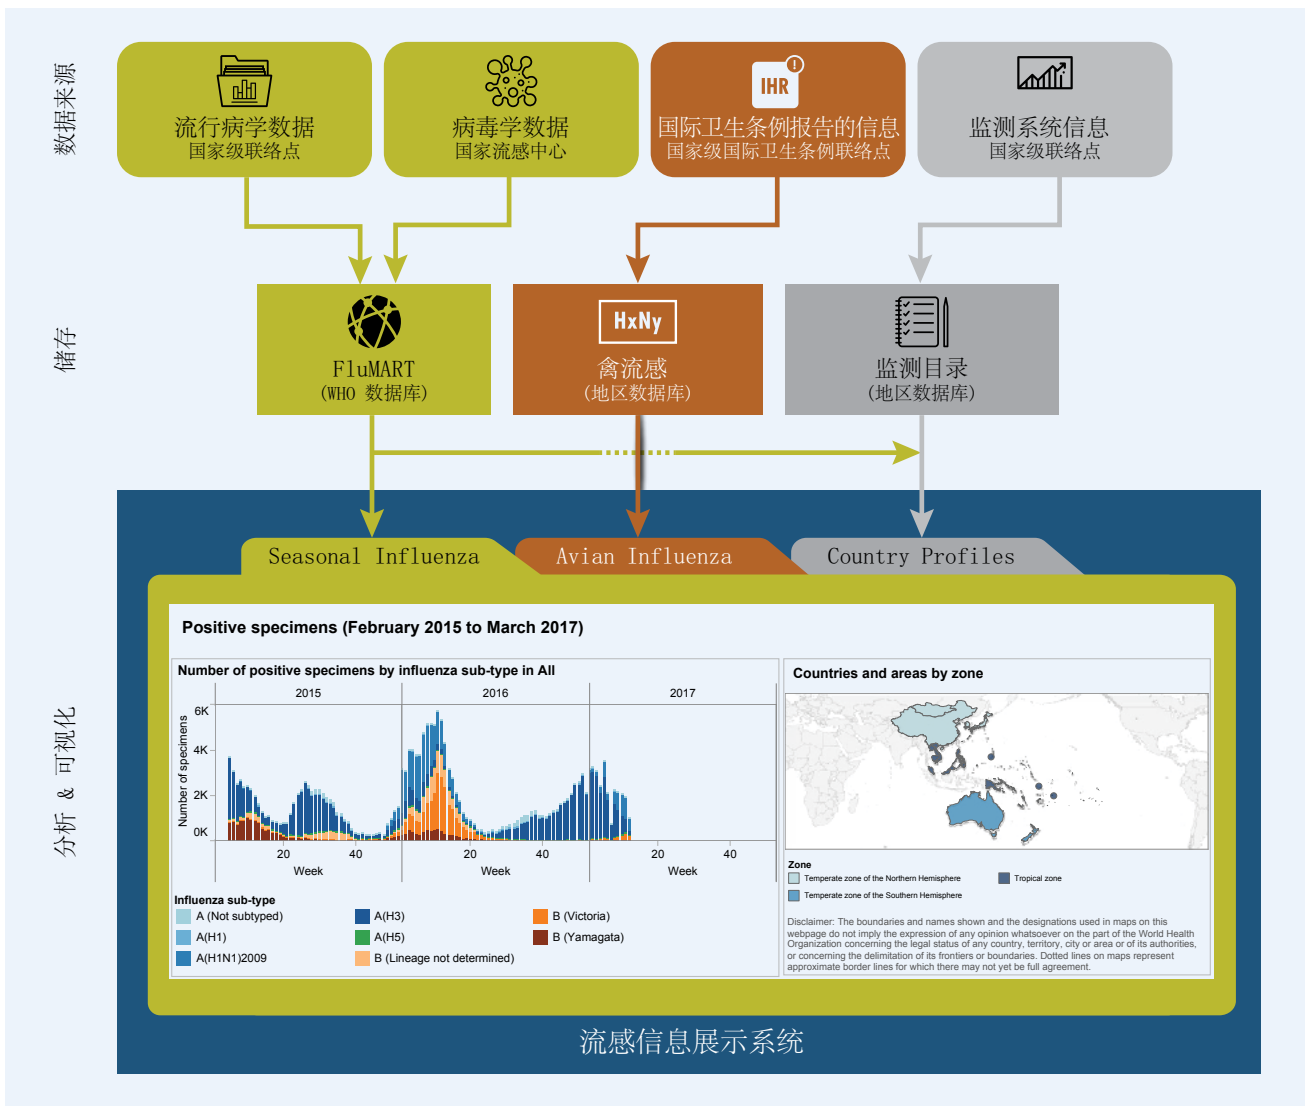 数据来源
流行病学数据
国家级联络点
病毒学数据
国家流感中心
IHR
!
国际卫生条例报告的信息
国家级国际卫生条例联络点
监测系统信息
国家级联络点
储存
FluMART
(WHO 数据库)
HxNy
禽流感
(地区数据库)
监测目录
(地区数据库)
分析 & 可视化
Seasonal Influenza
Avian Influenza
Country Profiles
Positive specimens (February 2015 to March 2017)
Number of positive specimens by influenza sub-type in All
2015
2016
2017
Number of specimens
6K
4K
2K
0K
20
40
20
40
20
40
Week
Week
Week
Influenza sub-type
A (Not subtyped)
A(H3)
B (Victoria)
A(H1)
A(H5)
B (Yamagata)
A(H1N1)2009
B (Lineage not determined)
Countries and areas by zone
Zone
Temperate zone of the Northern Hemisphere
Tropical zone
Temperate zone of the Southern Hemisphere
Disclaimer: The boundaries and names shown and the designations used in maps on this
webpage do not imply the expression of any opinion whatsoever on the part of the World Health
Organization concerning the legal status of any country, territory, city or area or of its authorities,
or concerning the delimitation of its frontiers or boundaries. Dotted lines on maps represent
approximate border lines for which there may not yet be full agreement.
流感信息展示系统